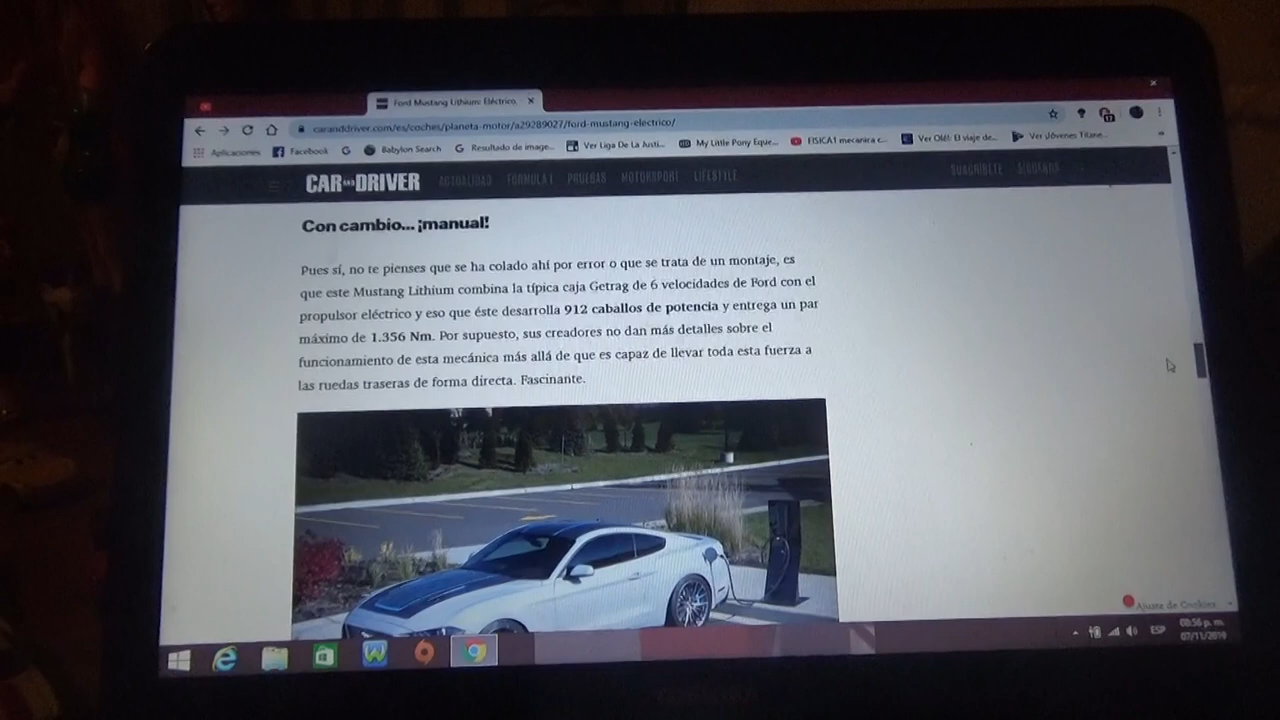 Ford Mustang Lithium: Eléctrico,
caranddriver.com/es/coches/planeta-motor/a29289027/ford-mustang-electrico/
Aplicaciones Facebook Babylon Search Resultado de image... Ver Liga De La Justi... My Little Pony Eque... FISICA1 mecanica c... Ver Olé!: El viaje de... Ver Jóvenes Titane...
CAR AND DRIVER ACTUALIDAD FÓRMULA 1 PRUEBAS MOTORSPORT LIFESTYLE SUSCRÍBETE SÍGUENOS
Con cambio... ¡manual!
Pues sí, no te pienses que se ha colado ahí por error o que se trata de un montaje, es
que este Mustang Lithium combina la típica caja Getrag de 6 velocidades de Ford con el
propulsor eléctrico y eso que éste desarrolla 912 caballos de potencia y entrega un par
máximo de 1.356 Nm. Por supuesto, sus creadores no dan más detalles sobre el
funcionamiento de esta mecánica más allá de que es capaz de llevar toda esta fuerza a
las ruedas traseras de forma directa. Fascinante.
Ajuste de Cookies
ESP 08:56 p. m.
07/11/2019